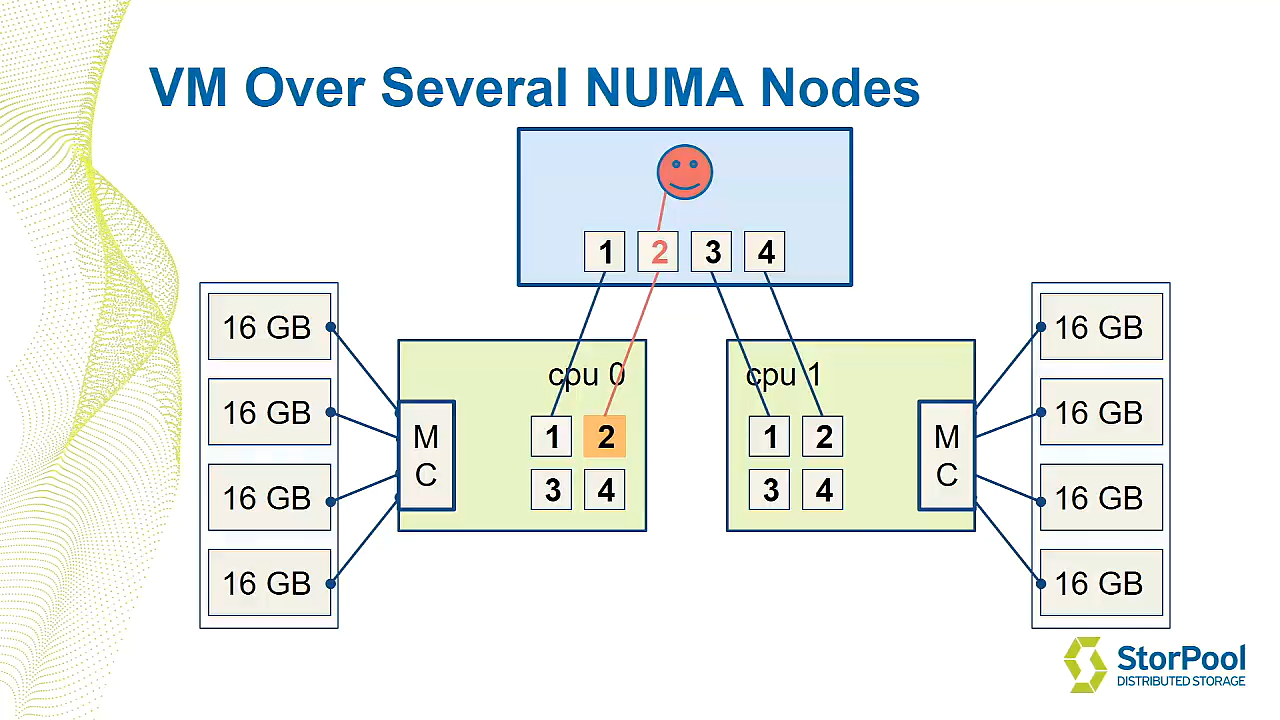 VM Over Several NUMA Nodes
1 2 3 4
16 GB
16 GB
16 GB
16 GB
M
C
cpu 0
1 2
3 4
cpu 1
1 2
3 4
M
C
16 GB
16 GB
16 GB
16 GB
StorPool
DISTRIBUTED STORAGE